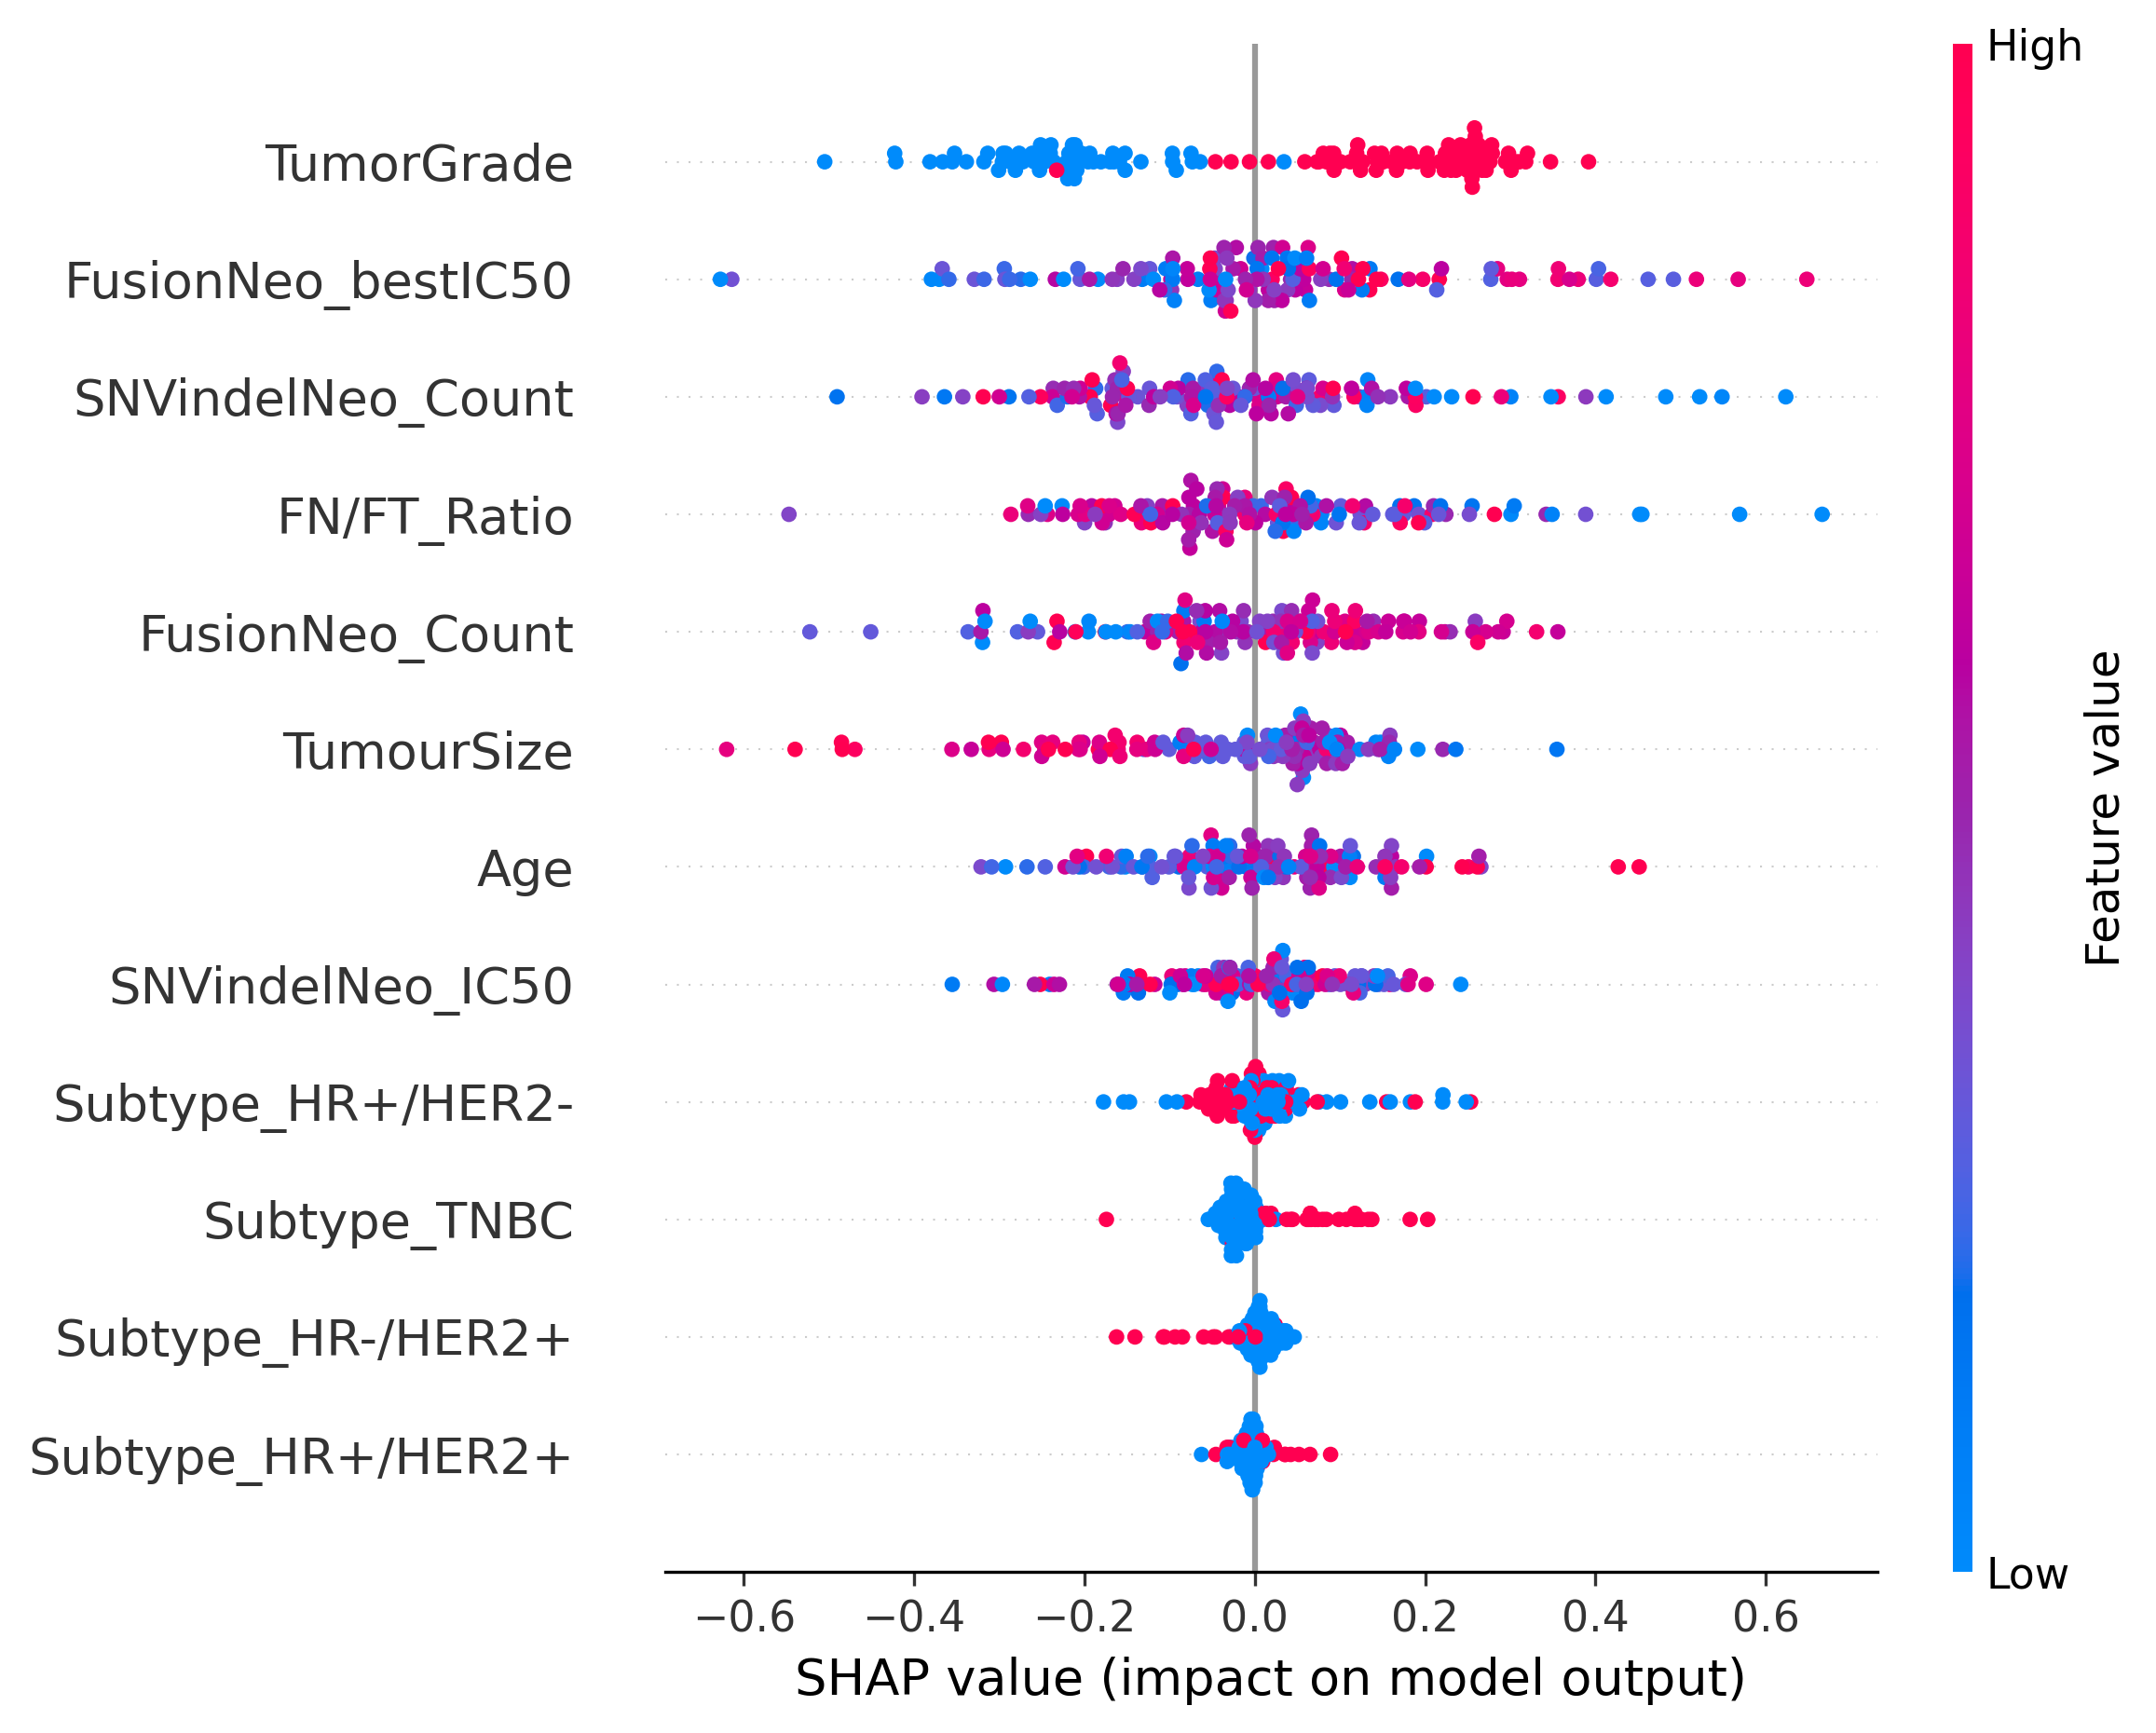 High
TumorGrade
FusionNeo_bestIC50
SNVindelNeo_Count
FN/FT_Ratio
FusionNeo_Count
TumourSize
Age
SNVindelNeo_IC50
Subtype_HR+/HER2-
Subtype_TNBC
Subtype_HR-/HER2+
Subtype_HR+/HER2+
Feature value
Low
−0.6 −0.4 −0.2 0.0 0.2 0.4 0.6
SHAP value (impact on model output)